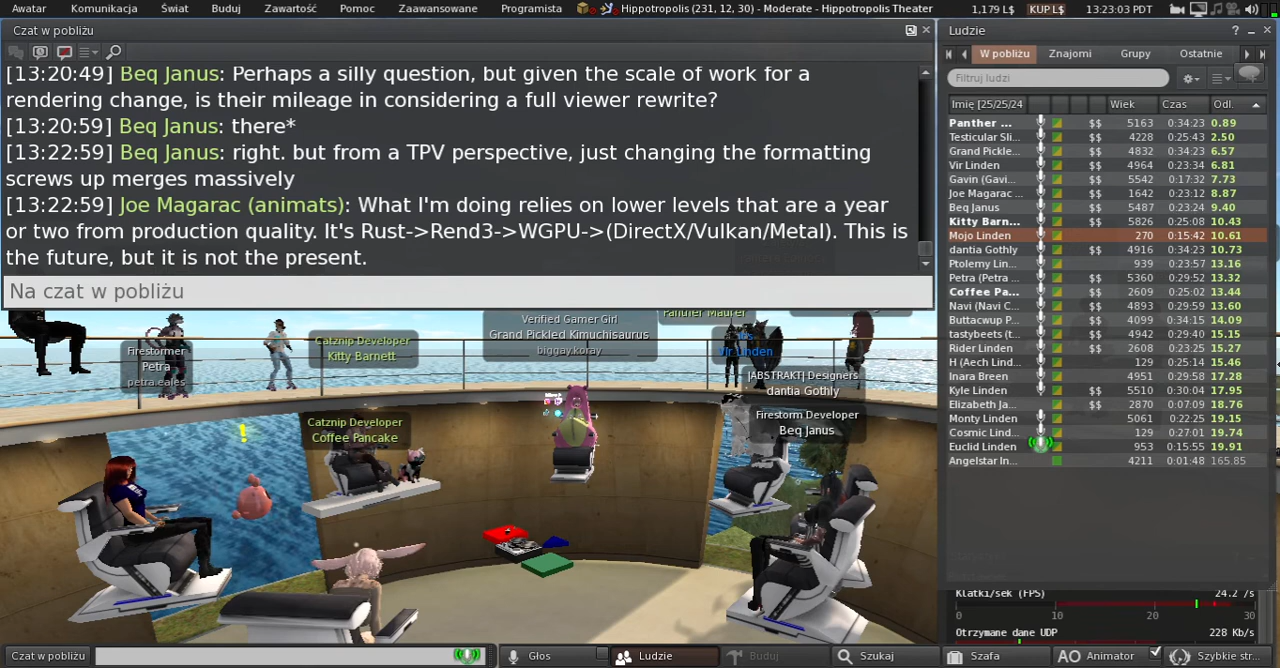 Awatar Komunikacja Świat Buduj Zawartość Pomoc Zaawansowane Programista Hippotropolis (231, 12, 30) - Moderate - Hippotropolis Theater 1,179 L$ KUP L$ 13:23:03 PDT
Czat w pobliżu
[13:20:49] Beq Janus: Perhaps a silly question, but given the scale of work for a
rendering change, is their mileage in considering a full viewer rewrite?
[13:20:59] Beq Janus: there*
[13:22:59] Beq Janus: right. but from a TPV perspective, just changing the formatting
screws up merges massively
[13:22:59] Joe Magarac (animats): What I'm doing relies on lower levels that are a year
or two from production quality. It's Rust->Rend3->WGPU->(DirectX/Vulkan/Metal). This is
the future, but it is not the present.
Na czat w pobliżu
Ludzie ?
W pobliżu Znajomi Grupy Ostatnie
Filtruj ludzi
Imię [25/25/24 Wiek Czas Odl.
Panther ... $$ 5163 0:34:23 0.89
Testicular Sli... $$ 4228 0:25:43 2.50
Grand Pickle... $$ 4832 0:34:23 6.57
Vir Linden $$ 4964 0:23:34 6.81
Gavin (Gavi... $$ 5542 0:17:32 7.73
Joe Magarac ... $$ 1642 0:23:12 8.87
Beq Janus $$ 5487 0:23:24 9.40
Kitty Barn... $$ 5826 0:25:08 10.43
Mojo Linden 270 0:15:42 10.61
dantia Gothly $$ 4916 0:34:23 10.73
Ptolemy Lin... 939 0:23:57 13.16
Petra (Petra ... $$ 5360 0:29:52 13.32
Coffee Pa... $$ 2609 0:25:02 13.44
Navi (Navi C... $$ 4893 0:29:59 13.60
Buttacwup P... $$ 4099 0:34:15 14.09
tastybeets (t... $$ 4942 0:29:40 15.15
Rider Linden $$ 2608 0:23:25 15.27
H (Aech Lind... 129 0:25:14 15.46
Inara Breen 4951 0:29:58 17.28
Kyle Linden $$ 5510 0:30:04 17.95
Elizabeth Ja... $$ 2870 0:07:09 18.76
Monty Linden 5061 0:22:25 19.15
Cosmic Lind... 129 0:27:01 19.74
Euclid Linden 953 0:15:55 19.91
Angelstar In... 4211 0:01:48 165.85
Firestormer
Petra
petra.eales
Catznip Developer
Kitty Barnett
Verified Gamer Girl
Grand Pickled Kimuchisaurus
biggay.koray
Panther Maurer
Vir Linden
|ABSTRAKT| Designers
dantia Gothly
Firestorm Developer
Beq Janus
Catznip Developer
Coffee Pancake
Klatki/sek (FPS) 24.2 /s
0 10 20 30
Otrzymane dane UDP 228 Kb/s
Czat w pobliżu Głos Ludzie Buduj Szukaj Szafa AO Animator Szybkie str...